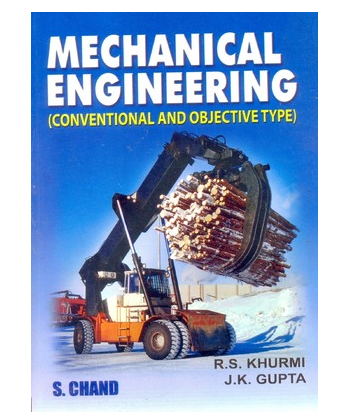 MECHANICAL
ENGINEERING
(CONVENTIONAL AND OBJECTIVE TYPE)
R.S. KHURMI
J.K. GUPTA
S. CHAND